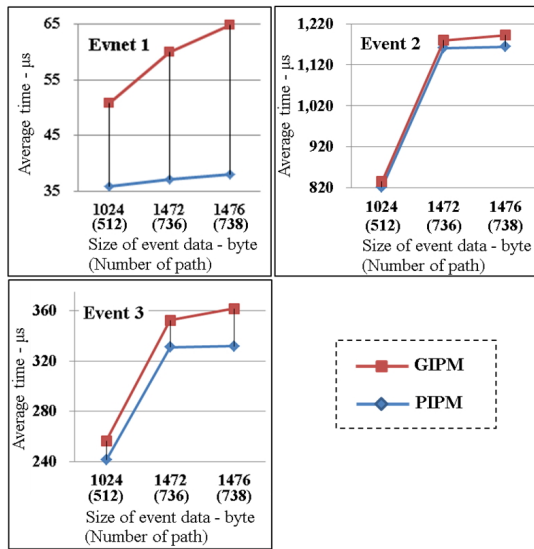 Evnet 1
Average time - µs
65
55
45
35
1024 1472 1476
(512) (736) (738)
Size of event data - byte
(Number of path)
Event 2
Average time - µs
1,220
1,120
1,020
920
820
1024 1472 1476
(512) (736) (738)
Size of event data - byte
(Number of path)
Event 3
Average time - µs
360
320
280
240
1024 1472 1476
(512) (736) (738)
Size of event data - byte
(Number of path)
GIPM
PIPM